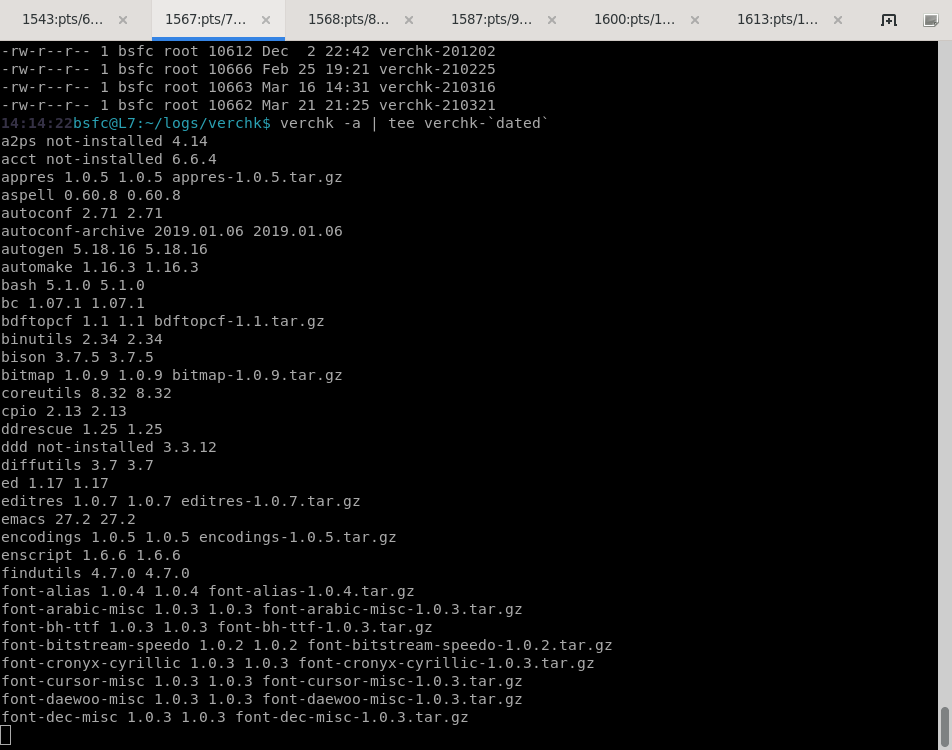 1543:pts/6... 1567:pts/7... 1568:pts/8... 1587:pts/9... 1600:pts/1... 1613:pts/1...
-rw-r--r-- 1 bsfc root 10612 Dec  2 22:42 verchk-201202
-rw-r--r-- 1 bsfc root 10666 Feb 25 19:21 verchk-210225
-rw-r--r-- 1 bsfc root 10663 Mar 16 14:31 verchk-210316
-rw-r--r-- 1 bsfc root 10662 Mar 21 21:25 verchk-210321
14:14:22bsfc@L7:~/logs/verchk$ verchk -a | tee verchk-`dated`
a2ps not-installed 4.14
acct not-installed 6.6.4
appres 1.0.5 1.0.5 appres-1.0.5.tar.gz
aspell 0.60.8 0.60.8
autoconf 2.71 2.71
autoconf-archive 2019.01.06 2019.01.06
autogen 5.18.16 5.18.16
automake 1.16.3 1.16.3
bash 5.1.0 5.1.0
bc 1.07.1 1.07.1
bdftopcf 1.1 1.1 bdftopcf-1.1.tar.gz
binutils 2.34 2.34
bison 3.7.5 3.7.5
bitmap 1.0.9 1.0.9 bitmap-1.0.9.tar.gz
coreutils 8.32 8.32
cpio 2.13 2.13
ddrescue 1.25 1.25
ddd not-installed 3.3.12
diffutils 3.7 3.7
ed 1.17 1.17
editres 1.0.7 1.0.7 editres-1.0.7.tar.gz
emacs 27.2 27.2
encodings 1.0.5 1.0.5 encodings-1.0.5.tar.gz
enscript 1.6.6 1.6.6
findutils 4.7.0 4.7.0
font-alias 1.0.4 1.0.4 font-alias-1.0.4.tar.gz
font-arabic-misc 1.0.3 1.0.3 font-arabic-misc-1.0.3.tar.gz
font-bh-ttf 1.0.3 1.0.3 font-bh-ttf-1.0.3.tar.gz
font-bitstream-speedo 1.0.2 1.0.2 font-bitstream-speedo-1.0.2.tar.gz
font-cronyx-cyrillic 1.0.3 1.0.3 font-cronyx-cyrillic-1.0.3.tar.gz
font-cursor-misc 1.0.3 1.0.3 font-cursor-misc-1.0.3.tar.gz
font-daewoo-misc 1.0.3 1.0.3 font-daewoo-misc-1.0.3.tar.gz
font-dec-misc 1.0.3 1.0.3 font-dec-misc-1.0.3.tar.gz